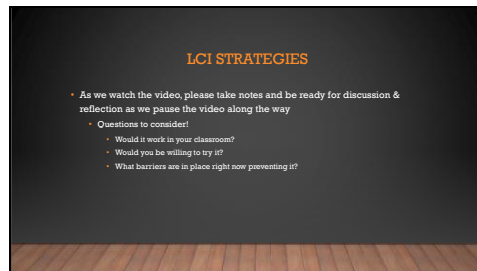 LCI STRATEGIES
• As we watch the video, please take notes and be ready for discussion &
reflection as we pause the video along the way
• Questions to consider!
• Would it work in your classroom?
• Would you be willing to try it?
• What barriers are in place right now preventing it?